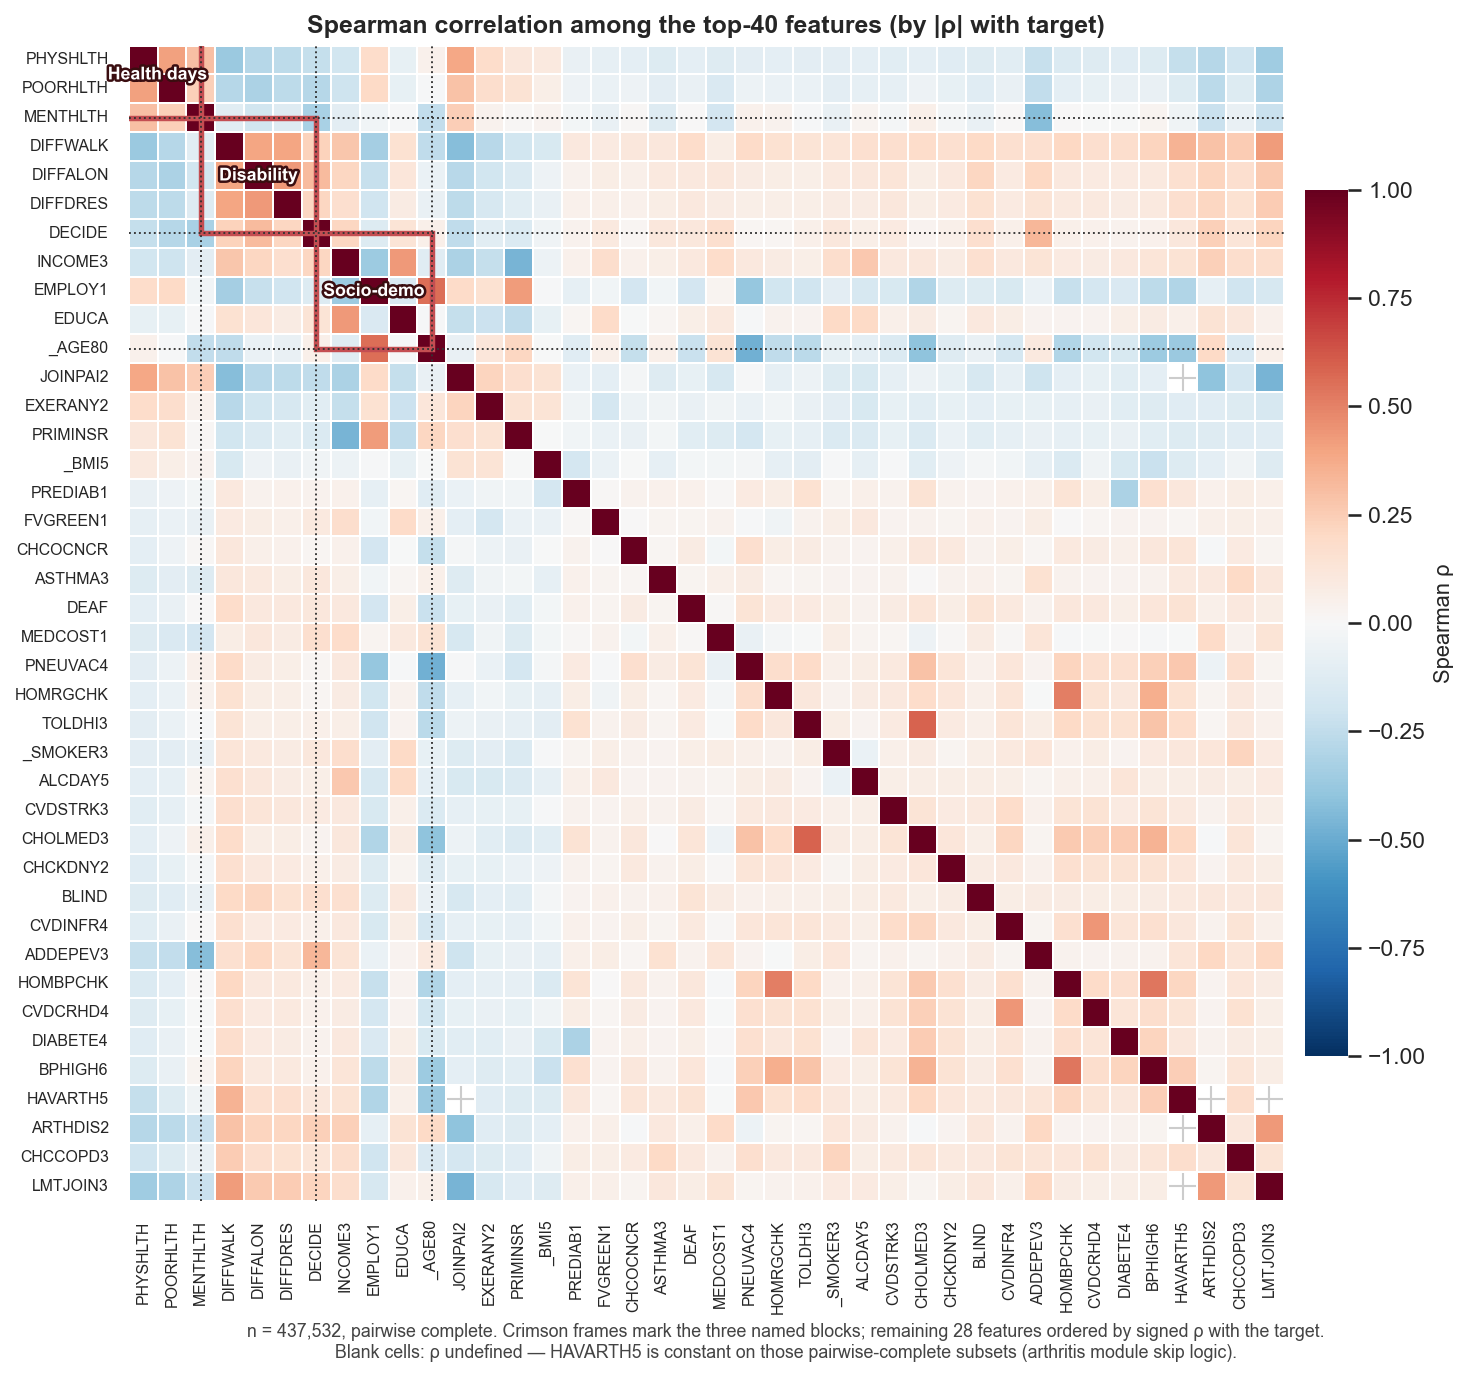 Spearman correlation among the top-40 features (by |ρ| with target)
PHYSHLTH
POORHLTH
MENTHLTH
DIFFWALK
DIFFALON
DIFFDRES
DECIDE
INCOME3
EMPLOY1
EDUCA
_AGE80
JOINPAI2
EXERANY2
PRIMINSR
_BMI5
PREDIAB1
FVGREEN1
CHCOCNCR
ASTHMA3
DEAF
MEDCOST1
PNEUVAC4
HOMRGCHK
TOLDHI3
_SMOKER3
ALCDAY5
CVDSTRK3
CHOLMED3
CHCKDNY2
BLIND
CVDINFR4
ADDEPEV3
HOMBPCHK
CVDCRHD4
DIABETE4
BPHIGH6
HAVARTH5
ARTHDIS2
CHCCOPD3
LMTJOIN3
Health days
Disability
Socio-demo
PHYSHLTH
POORHLTH
MENTHLTH
DIFFWALK
DIFFALON
DIFFDRES
DECIDE
INCOME3
EMPLOY1
EDUCA
_AGE80
JOINPAI2
EXERANY2
PRIMINSR
_BMI5
PREDIAB1
FVGREEN1
CHCOCNCR
ASTHMA3
DEAF
MEDCOST1
PNEUVAC4
HOMRGCHK
TOLDHI3
_SMOKER3
ALCDAY5
CVDSTRK3
CHOLMED3
CHCKDNY2
BLIND
CVDINFR4
ADDEPEV3
HOMBPCHK
CVDCRHD4
DIABETE4
BPHIGH6
HAVARTH5
ARTHDIS2
CHCCOPD3
LMTJOIN3
1.00
0.75
0.50
0.25
0.00
−0.25
−0.50
−0.75
−1.00
Spearman ρ
n = 437,532, pairwise complete. Crimson frames mark the three named blocks; remaining 28 features ordered by signed ρ with the target.
Blank cells: ρ undefined — HAVARTH5 is constant on those pairwise-complete subsets (arthritis module skip logic).